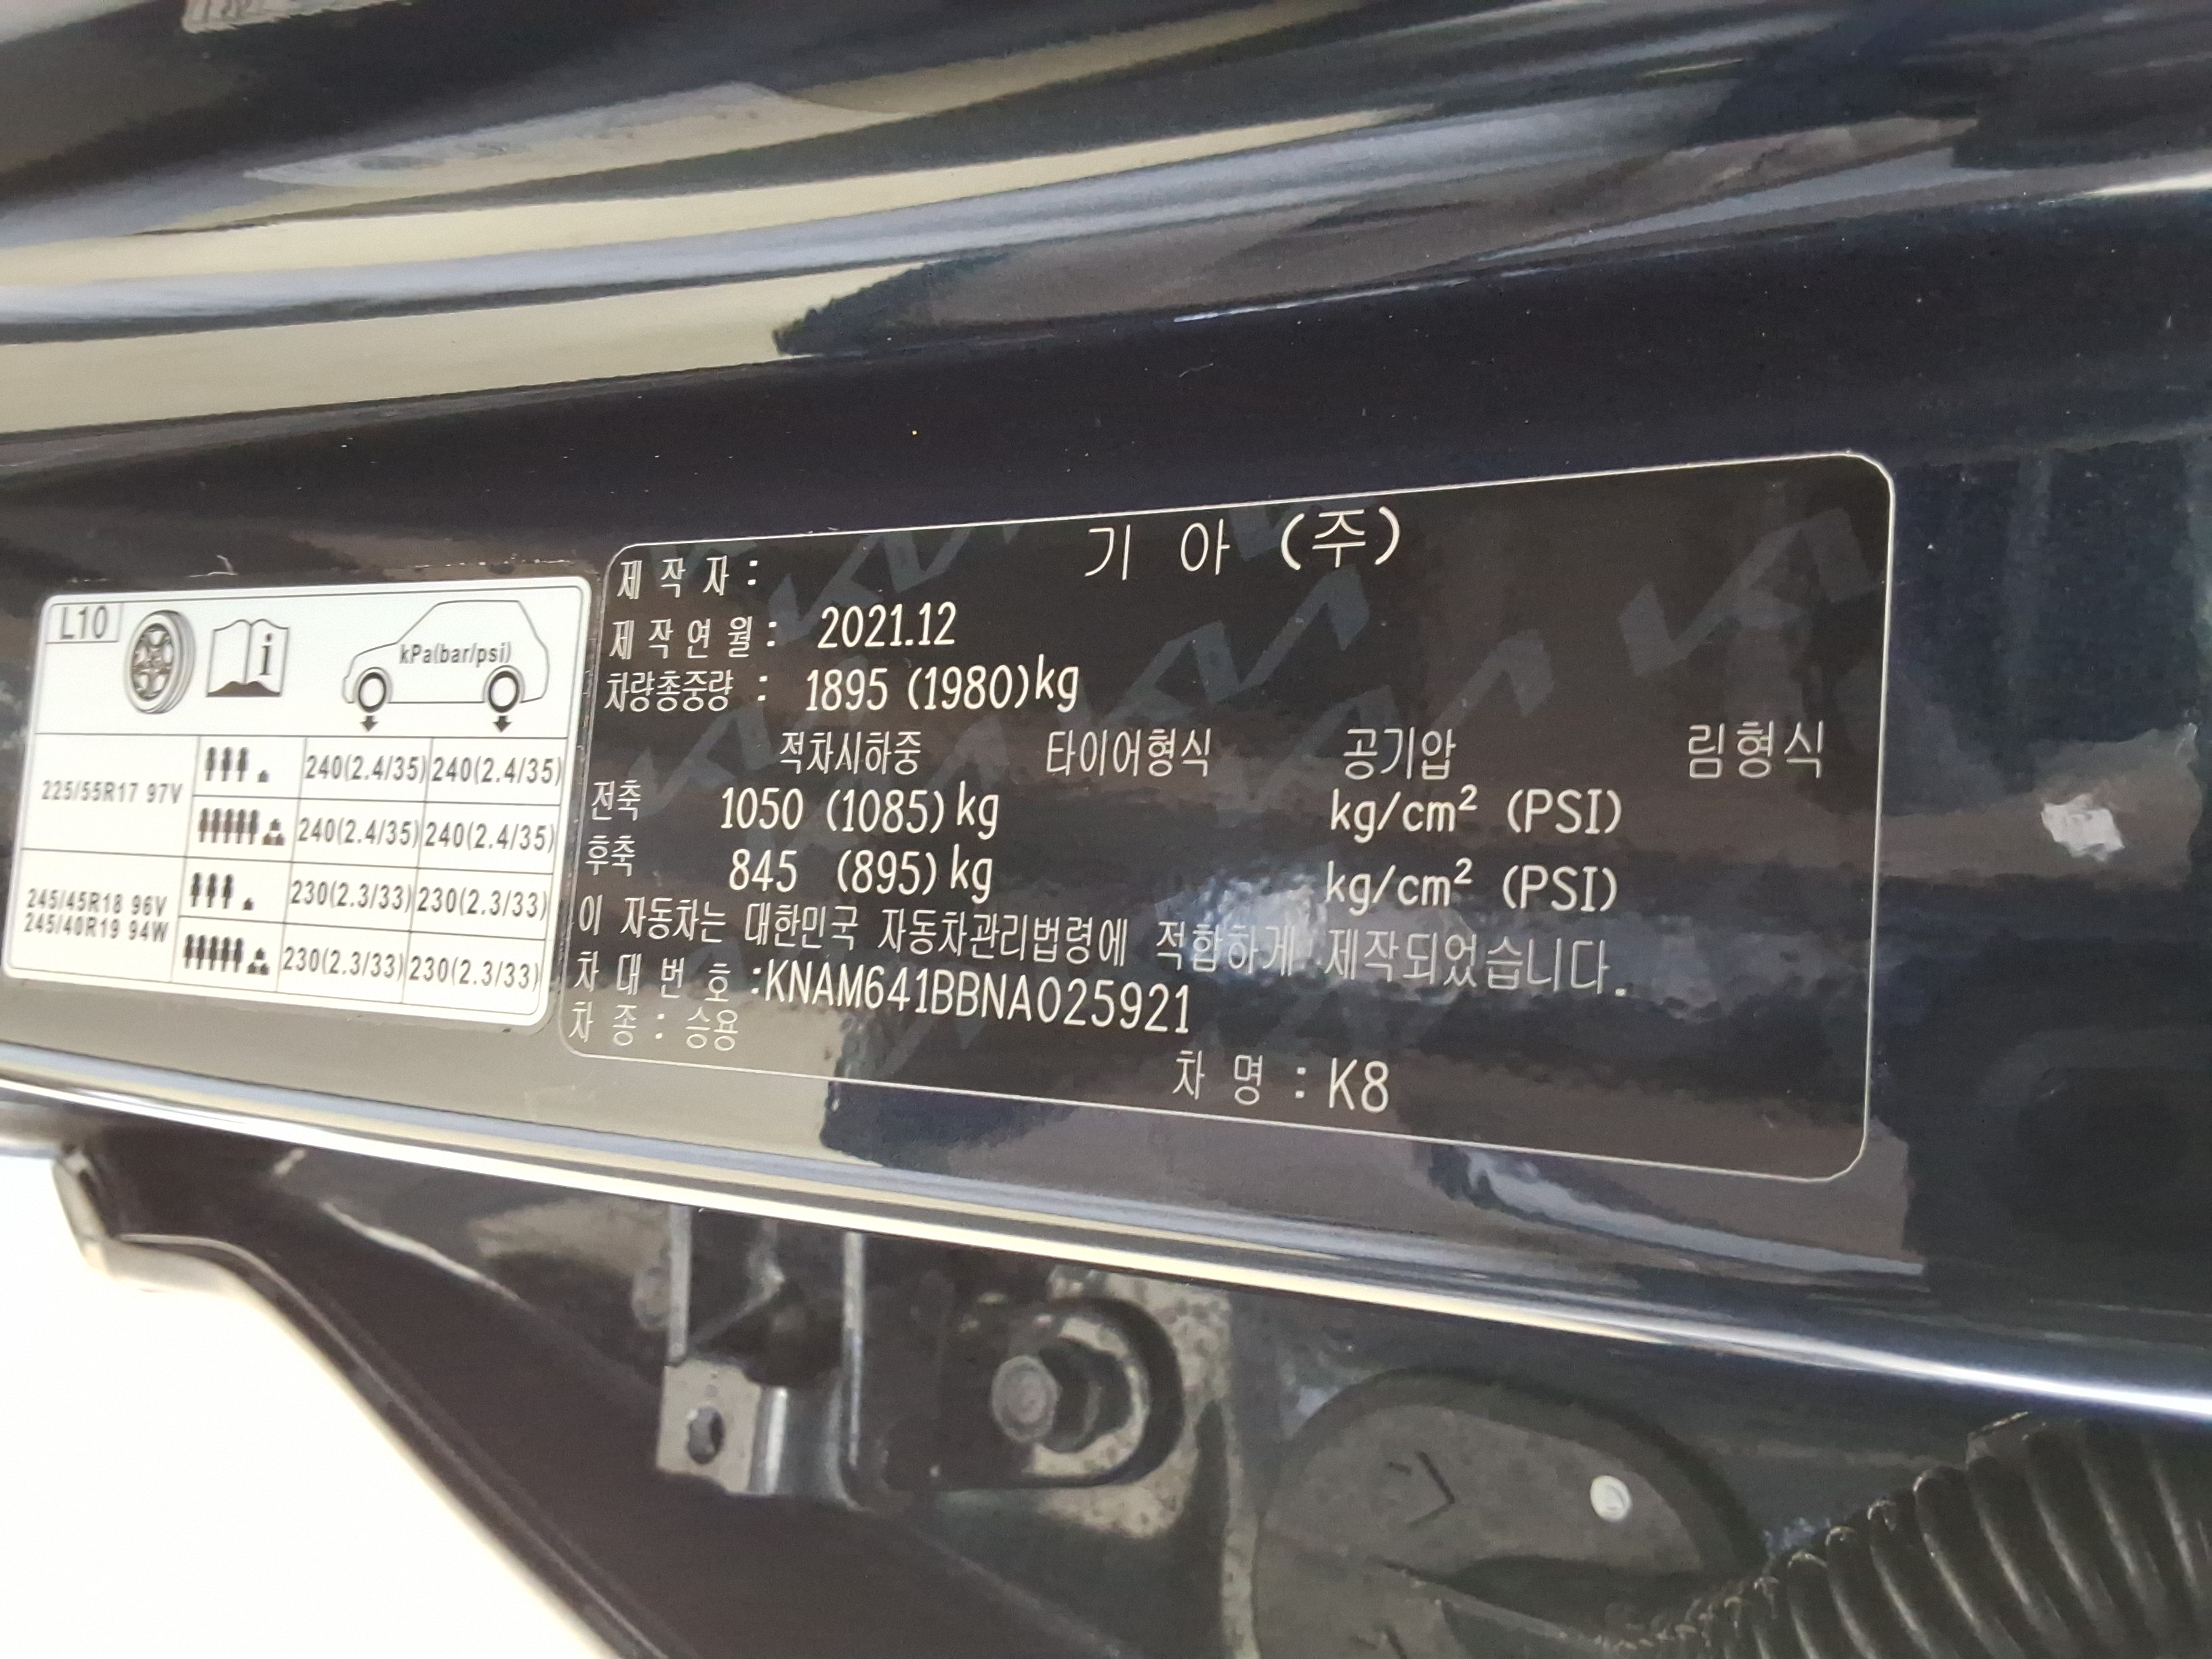 L10
i
kPa(bar/psi)
225/55R17 97V
240(2.4/35) 240(2.4/35)
240(2.4/35) 240(2.4/35)
245/45R18 96V
245/40R19 94W
230(2.3/33) 230(2.3/33)
230(2.3/33) 230(2.3/33)
제 작 자 : 기 아 (주)
제 작 연 월 : 2021.12
차량총중량 : 1895 (1980)kg
적차시하중 타이어형식 공기압 림형식
전축 1050 (1085) kg kg/cm² (PSI)
후축 845 (895) kg kg/cm² (PSI)
이 자동차는 대한민국 자동차관리법령에 적합하게 제작되었습니다.
차 대 번 호 :KNAM641BBNA025921
차 종 : 승용
차 명 : K8